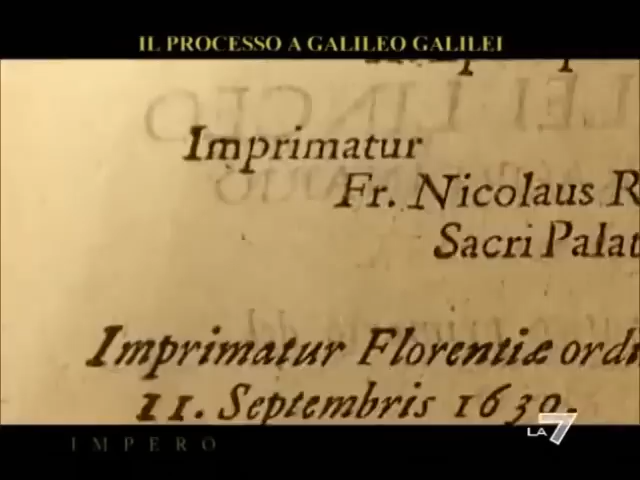 IL PROCESSO A GALILEO GALILEI
Imprimatur
Fr. Nicolaus R
Sacri Palat
Imprimatur Florentiæ ordi
11. Septembris 1630.
IMPERO
LA7